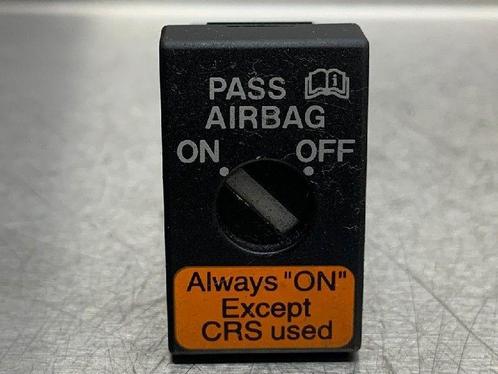 PASS
AIRBAG
ON OFF
Always "ON"
Except
CRS used